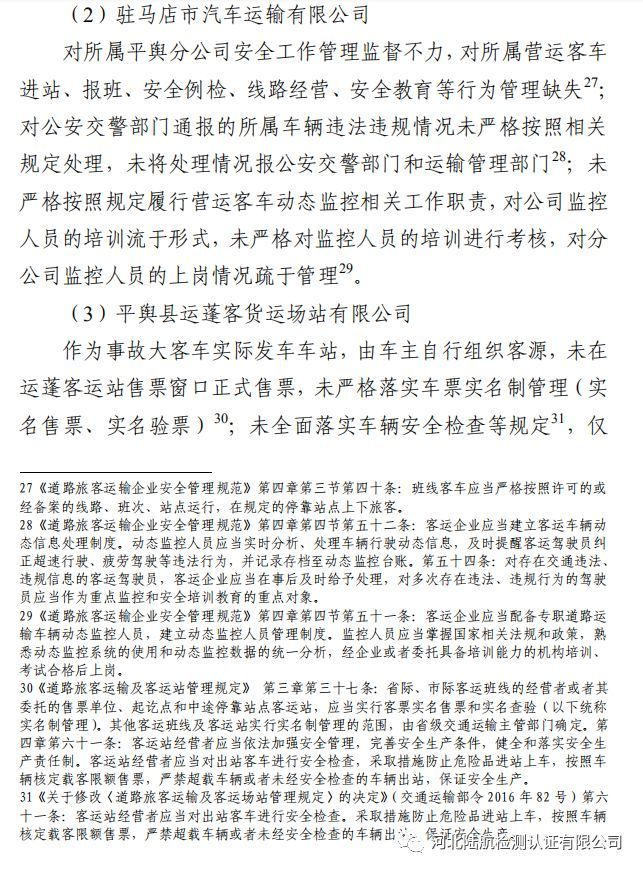 （2）驻马店市汽车运输有限公司
对所属平舆分公司安全工作管理监督不力，对所属营运客车
进站、报班、安全例检、线路经营、安全教育等行为管理缺失27；
对公安交警部门通报的所属车辆违法违规情况未严格按照相关
规定处理，未将处理情况报公安交警部门和运输管理部门28；未
严格按照规定履行营运客车动态监控相关工作职责，对公司监控
人员的培训流于形式，未严格对监控人员的培训进行考核，对分
公司监控人员的上岗情况疏于管理29。
（3）平舆县运蓬客货运场站有限公司
作为事故大客车实际发车车站，由车主自行组织客源，未在
运蓬客运站售票窗口正式售票，未严格落实车票实名制管理（实
名售票、实名验票）30；未全面落实车辆安全检查等规定31，仅
27《道路旅客运输企业安全管理规范》第四章第三节第四十条：班线客车应当严格按照许可的或
经备案的线路、班次、站点运行，在规定的停靠站点上下旅客。
28《道路旅客运输企业安全管理规范》第四章第四节第五十二条：客运企业应当建立客运车辆动
态信息处理制度。动态监控人员应当实时分析、处理车辆行驶动态信息，及时提醒客运驾驶员纠
正超速行驶、疲劳驾驶等违法行为，并记录存档至动态监控台账。第五十四条：对存在交通违法、
违规信息的客运驾驶员，客运企业应当在事后及时给予处理，对多次存在违法、违规行为的驾驶
员应当作为重点监控和安全培训教育的重点对象。
29《道路旅客运输企业安全管理规范》第四章第四节第五十一条：客运企业应当配备专职道路运
输车辆动态监控人员，建立动态监控人员管理制度。监控人员应当掌握国家相关法规和政策，熟
悉动态监控系统的使用和动态监控数据的统一分析，经企业或者委托具备培训能力的机构培训、
考试合格后上岗。
30《道路旅客运输及客运站管理规定》 第三章第三十七条：省际、市际客运班线的经营者或者其
委托的售票单位、起讫点和中途停靠站点客运站，应当实行客票实名售票和实名查验（以下统称
实名制管理）。其他客运班线及客运站实行实名制管理的范围，由省级交通运输主管部门确定。第
四章第六十一条：客运站经营者应当依法加强安全管理，完善安全生产条件，健全和落实安全生
产责任制。客运站经营者应当对出站客车进行安全检查，采取措施防止危险品进站上车，按照车
辆核定载客限额售票，严禁超载车辆或者未经安全检查的车辆出站，保证安全生产。
31《关于修改〈道路旅客运输及客运场站管理规定〉的决定》（交通运输部令 2016 年 82 号）第六
十一条：客运站经营者应当对出站客车进行安全检查。采取措施防止危险品进站上车，按照车辆
核定载客限额售票，严禁超载车辆或者未经安全检查的车辆出站，保证安全生产
河北陆航检测认证有限公司